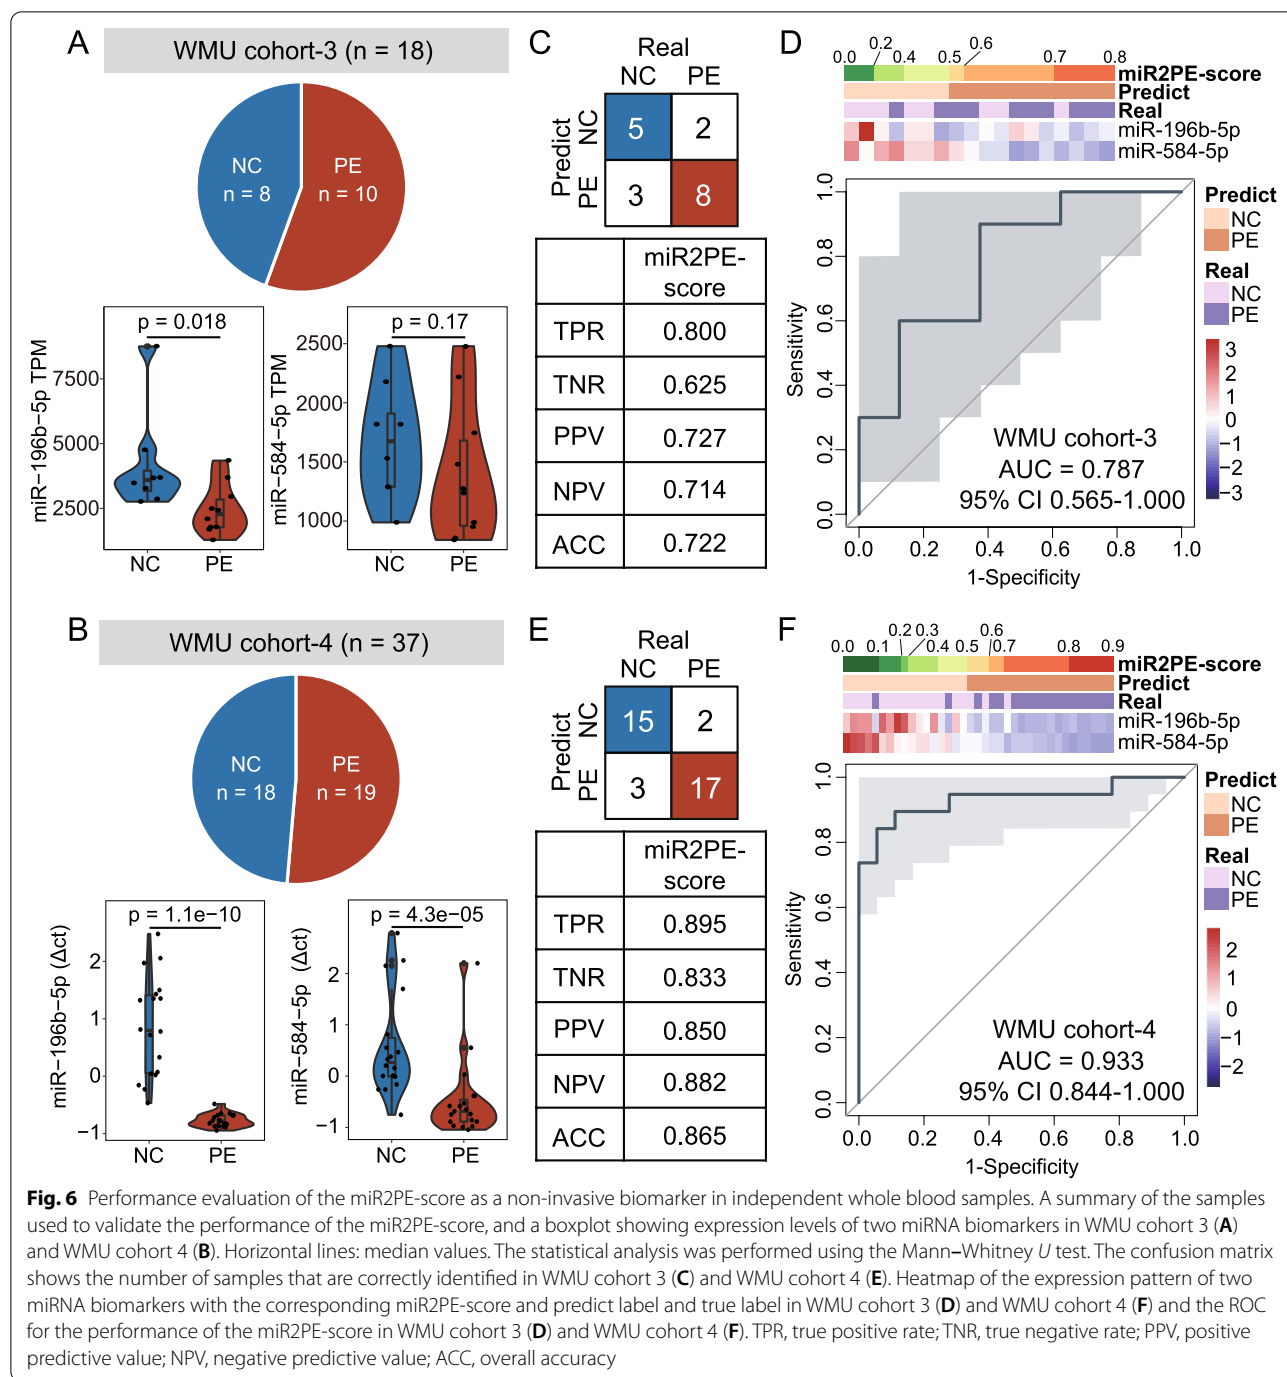 A
WMU cohort-3 (n = 18)
NC
n = 8
PE
n = 10
miR−196b−5p TPM
7500
5000
2500
p = 0.018
NC PE
miR−584−5p TPM
2500
2000
1500
1000
p = 0.17
NC PE
C
Real
NC PE
Predict
NC
PE
5 2
3 8
miR2PE-
score
TPR 0.800
TNR 0.625
PPV 0.727
NPV 0.714
ACC 0.722
D
0.0 0.2 0.4 0.5 0.6 0.7 0.8
miR2PE-score
Predict
Real
miR−196b−5p
miR−584−5p
Sensitivity
1.0
0.8
0.6
0.4
0.2
0.0
WMU cohort-3
AUC = 0.787
95% CI 0.565-1.000
0.0 0.2 0.4 0.6 0.8 1.0
1-Specificity
Predict
NC
PE
Real
NC
PE
3
2
1
0
−1
−2
−3
B
WMU cohort-4 (n = 37)
NC
n = 18
PE
n = 19
miR−196b−5p (Δct)
2
1
0
−1
p = 1.1e−10
NC PE
miR−584−5p (Δct)
2
1
0
−1
p = 4.3e−05
NC PE
E
Real
NC PE
Predict
NC
PE
15 2
3 17
miR2PE-
score
TPR 0.895
TNR 0.833
PPV 0.850
NPV 0.882
ACC 0.865
F
0.0 0.1 0.2 0.3 0.4 0.5 0.6 0.7 0.8 0.9
miR2PE-score
Predict
Real
miR−196b−5p
miR−584−5p
Sensitivity
1.0
0.8
0.6
0.4
0.2
0.0
WMU cohort-4
AUC = 0.933
95% CI 0.844-1.000
0.0 0.2 0.4 0.6 0.8 1.0
1-Specificity
Predict
NC
PE
Real
NC
PE
2
1
0
−1
−2
Fig. 6 Performance evaluation of the miR2PE-score as a non-invasive biomarker in independent whole blood samples. A summary of the samples
used to validate the performance of the miR2PE-score, and a boxplot showing expression levels of two miRNA biomarkers in WMU cohort 3 (A)
and WMU cohort 4 (B). Horizontal lines: median values. The statistical analysis was performed using the Mann–Whitney U test. The confusion matrix
shows the number of samples that are correctly identified in WMU cohort 3 (C) and WMU cohort 4 (E). Heatmap of the expression pattern of two
miRNA biomarkers with the corresponding miR2PE-score and predict label and true label in WMU cohort 3 (D) and WMU cohort 4 (F) and the ROC
for the performance of the miR2PE-score in WMU cohort 3 (D) and WMU cohort 4 (F). TPR, true positive rate; TNR, true negative rate; PPV, positive
predictive value; NPV, negative predictive value; ACC, overall accuracy